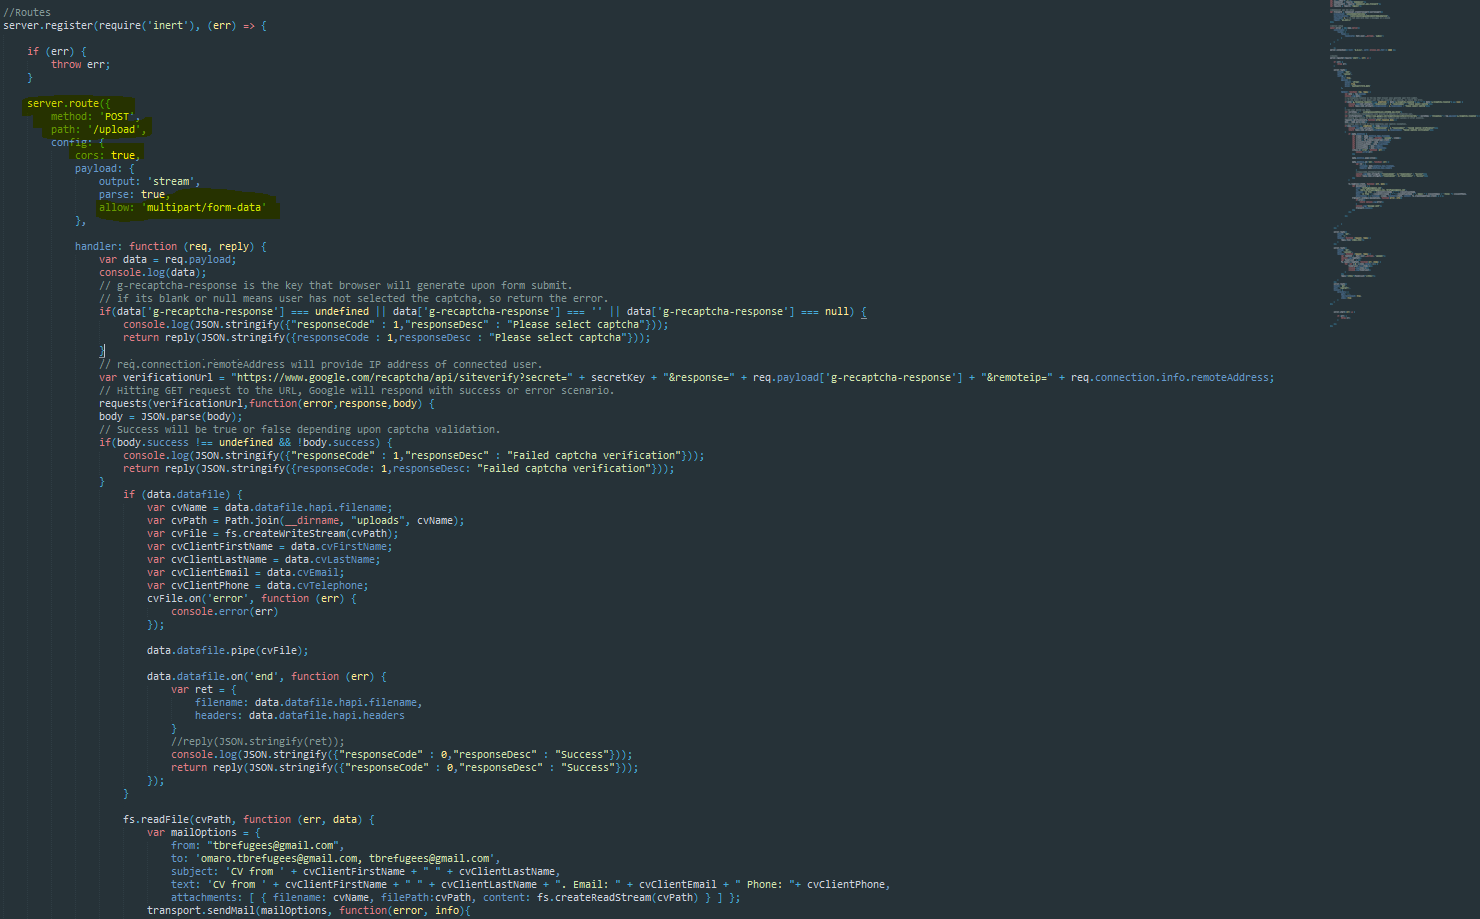 //Routes
server.register(require('inert'), (err) => {
if (err) {
throw err;
}
server.route({
method: 'POST',
path: '/upload',
config: {
cors: true,
payload: {
output: 'stream',
parse: true,
allow: 'multipart/form-data'
},
handler: function (req, reply) {
var data = req.payload;
console.log(data);
// g-recaptcha-response is the key that browser will generate upon form submit.
// if its blank or null means user has not selected the captcha, so return the error.
if(data['g-recaptcha-response'] === undefined || data['g-recaptcha-response'] === '' || data['g-recaptcha-response'] === null) {
console.log(JSON.stringify({"responseCode" : 1,"responseDesc" : "Please select captcha"}));
return reply(JSON.stringify({responseCode : 1,responseDesc : "Please select captcha"}));
}
// req.connection.remoteAddress will provide IP address of connected user.
var verificationUrl = "https://www.google.com/recaptcha/api/siteverify?secret=" + secretKey + "&response=" + req.payload['g-recaptcha-response'] + "&remoteip=" + req.connection.info.remoteAddress;
// Hitting GET request to the URL, Google will respond with success or error scenario.
requests(verificationUrl,function(error,response,body) {
body = JSON.parse(body);
// Success will be true or false depending upon captcha validation.
if(body.success !== undefined && !body.success) {
console.log(JSON.stringify({"responseCode" : 1,"responseDesc" : "Failed captcha verification"}));
return reply(JSON.stringify({responseCode: 1,responseDesc: "Failed captcha verification"}));
}
if (data.datafile) {
var cvName = data.datafile.hapi.filename;
var cvPath = Path.join(__dirname, "uploads", cvName);
var cvFile = fs.createWriteStream(cvPath);
var cvClientFirstName = data.cvFirstName;
var cvClientLastName = data.cvLastName;
var cvClientEmail = data.cvEmail;
var cvClientPhone = data.cvTelephone;
cvFile.on('error', function (err) {
console.error(err)
});
data.datafile.pipe(cvFile);
data.datafile.on('end', function (err) {
var ret = {
filename: data.datafile.hapi.filename,
headers: data.datafile.hapi.headers
}
//reply(JSON.stringify(ret));
console.log(JSON.stringify({"responseCode" : 0,"responseDesc" : "Success"}));
return reply(JSON.stringify({"responseCode" : 0,"responseDesc" : "Success"}));
});
}
fs.readFile(cvPath, function (err, data) {
var mailOptions = {
from: "tbrefugees@gmail.com",
to: 'omaro.tbrefugees@gmail.com, tbrefugees@gmail.com',
subject: 'CV from ' + cvClientFirstName + " " + cvClientLastName,
text: 'CV from ' + cvClientFirstName + " " + cvClientLastName + ". Email: " + cvClientEmail + " Phone: "+ cvClientPhone,
attachments: [ { filename: cvName, filePath:cvPath, content: fs.createReadStream(cvPath) } ] };
transport.sendMail(mailOptions, function(error, info){